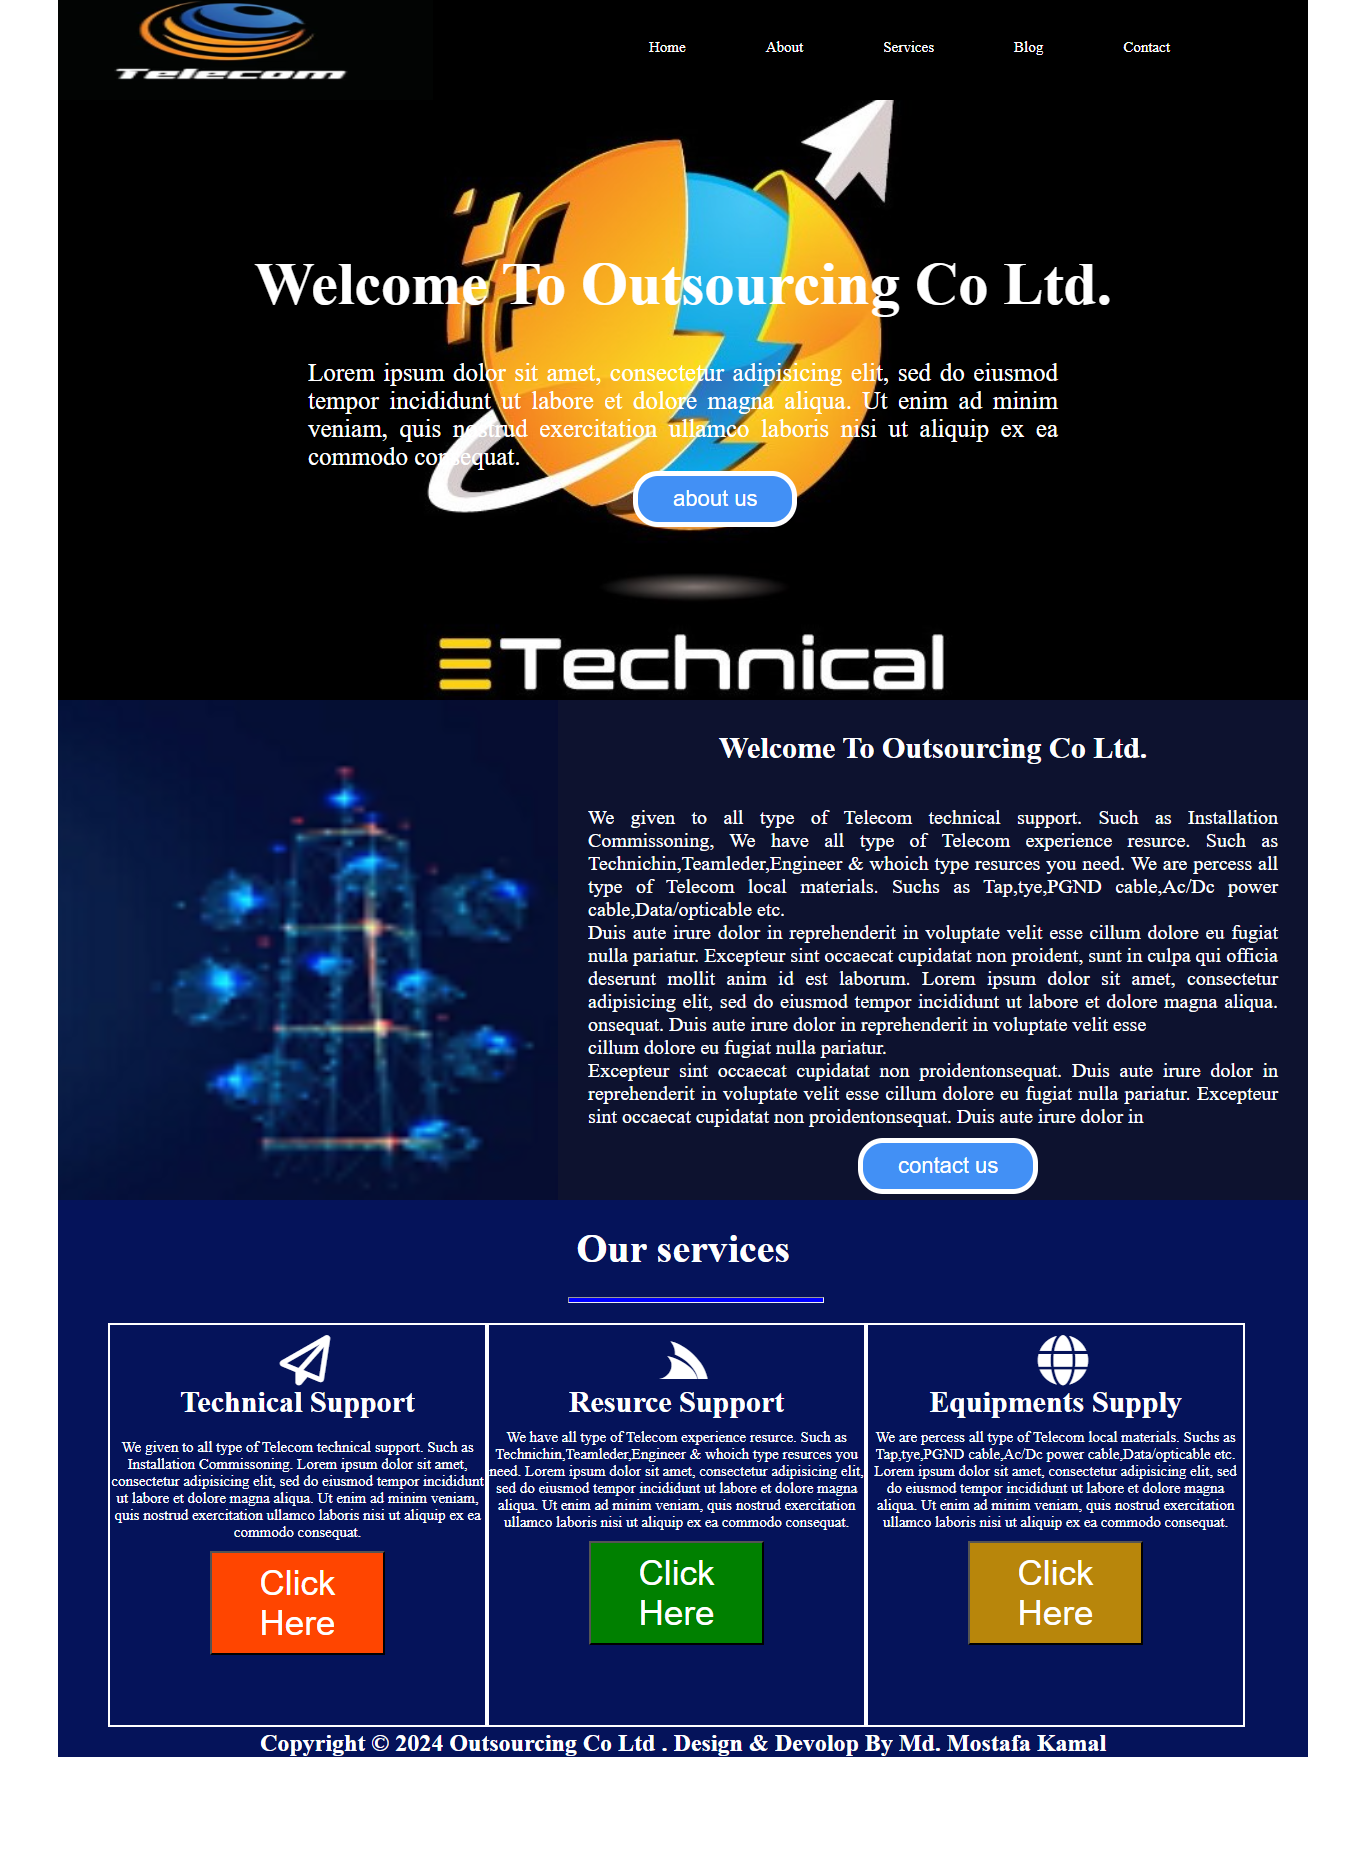 Telecom
Home About Services Blog Contact
Welcome To Outsourcing Co Ltd.
Lorem ipsum dolor sit amet, consectetur adipisicing elit, sed do eiusmod
tempor incididunt ut labore et dolore magna aliqua. Ut enim ad minim
veniam, quis nostrud exercitation ullamco laboris nisi ut aliquip ex ea
commodo consequat.
about us
Technical
Welcome To Outsourcing Co Ltd.
We given to all type of Telecom technical support. Such as Installation
Commissoning, We have all type of Telecom experience resurce. Such as
Technichin,Teamleder,Engineer & whoich type resurces you need. We are percess all
type of Telecom local materials. Suchs as Tap,tye,PGND cable,Ac/Dc power
cable,Data/opticable etc.
Duis aute irure dolor in reprehenderit in voluptate velit esse cillum dolore eu fugiat
nulla pariatur. Excepteur sint occaecat cupidatat non proident, sunt in culpa qui officia
deserunt mollit anim id est laborum. Lorem ipsum dolor sit amet, consectetur
adipisicing elit, sed do eiusmod tempor incididunt ut labore et dolore magna aliqua.
onsequat. Duis aute irure dolor in reprehenderit in voluptate velit esse
cillum dolore eu fugiat nulla pariatur.
Excepteur sint occaecat cupidatat non proidentonsequat. Duis aute irure dolor in
reprehenderit in voluptate velit esse cillum dolore eu fugiat nulla pariatur. Excepteur
sint occaecat cupidatat non proidentonsequat. Duis aute irure dolor in
contact us
Our services
Technical Support
We given to all type of Telecom technical support. Such as
Installation Commissoning. Lorem ipsum dolor sit amet,
consectetur adipisicing elit, sed do eiusmod tempor incididunt
ut labore et dolore magna aliqua. Ut enim ad minim veniam,
quis nostrud exercitation ullamco laboris nisi ut aliquip ex ea
commodo consequat.
Click
Here
Resurce Support
We have all type of Telecom experience resurce. Such as
Technichin,Teamleder,Engineer & whoich type resurces you
need. Lorem ipsum dolor sit amet, consectetur adipisicing elit,
sed do eiusmod tempor incididunt ut labore et dolore magna
aliqua. Ut enim ad minim veniam, quis nostrud exercitation
ullamco laboris nisi ut aliquip ex ea commodo consequat.
Click
Here
Equipments Supply
We are percess all type of Telecom local materials. Suchs as
Tap,tye,PGND cable,Ac/Dc power cable,Data/opticable etc.
Lorem ipsum dolor sit amet, consectetur adipisicing elit, sed
do eiusmod tempor incididunt ut labore et dolore magna
aliqua. Ut enim ad minim veniam, quis nostrud exercitation
ullamco laboris nisi ut aliquip ex ea commodo consequat.
Click
Here
Copyright © 2024 Outsourcing Co Ltd . Design & Devolop By Md. Mostafa Kamal